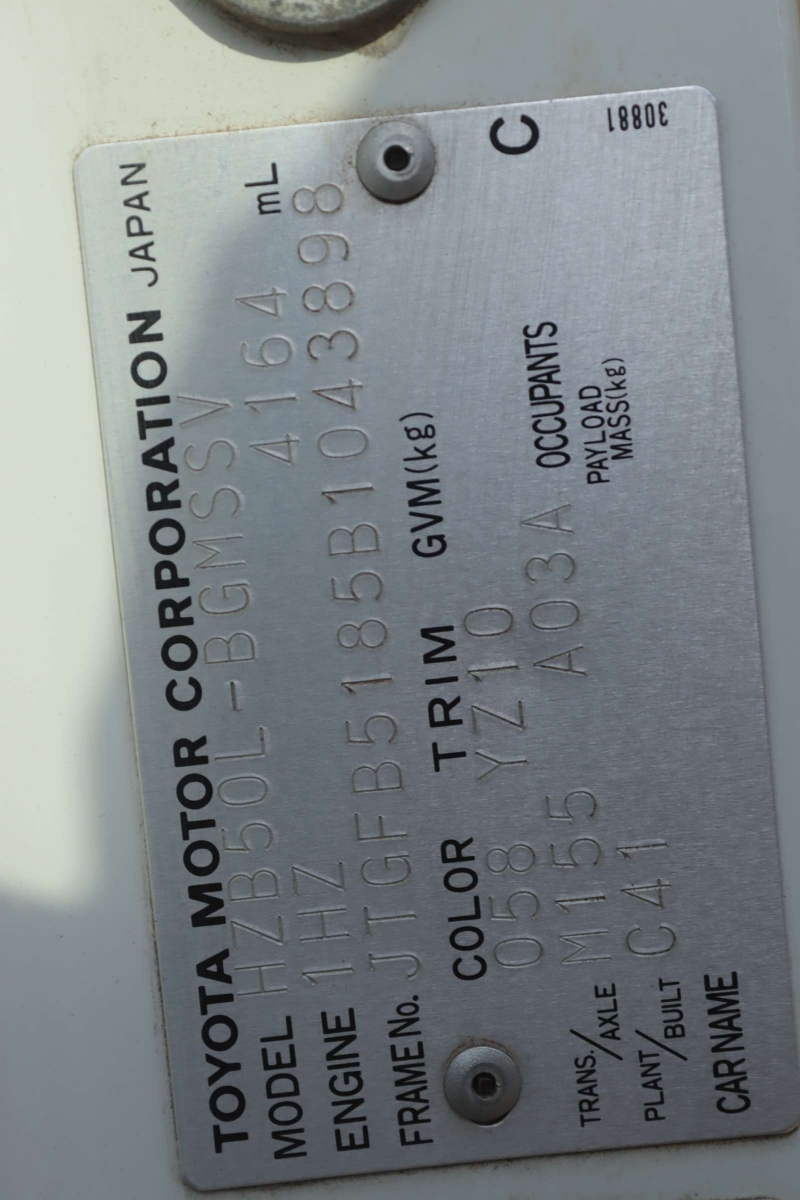 TOYOTA MOTOR CORPORATION JAPAN
MODEL HZB50L-BGMSSV
ENGINE 1HZ 4164 mL
FRAME No. JTGFB5185B1043898
COLOR TRIM GVM(kg)
058 YZ10
C
TRANS./AXLE M155 A03A OCCUPANTS
PLANT/BUILT C41 PAYLOAD MASS(kg)
CAR NAME
30881